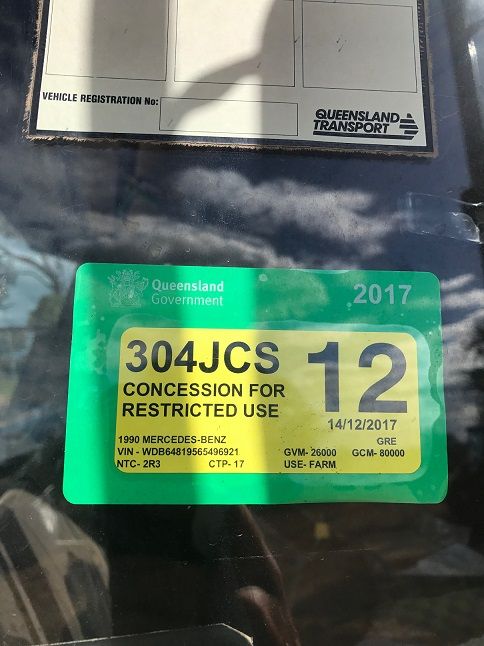 VEHICLE REGISTRATION No:
QUEENSLAND
TRANSPORT
Queensland
Government
2017
304JCS
12
CONCESSION FOR
RESTRICTED USE
14/12/2017
1990 MERCEDES-BENZ
GRE
VIN - WDB64819565496921
GVM- 26000 GCM- 80000
NTC- 2R3 CTP- 17 USE- FARM